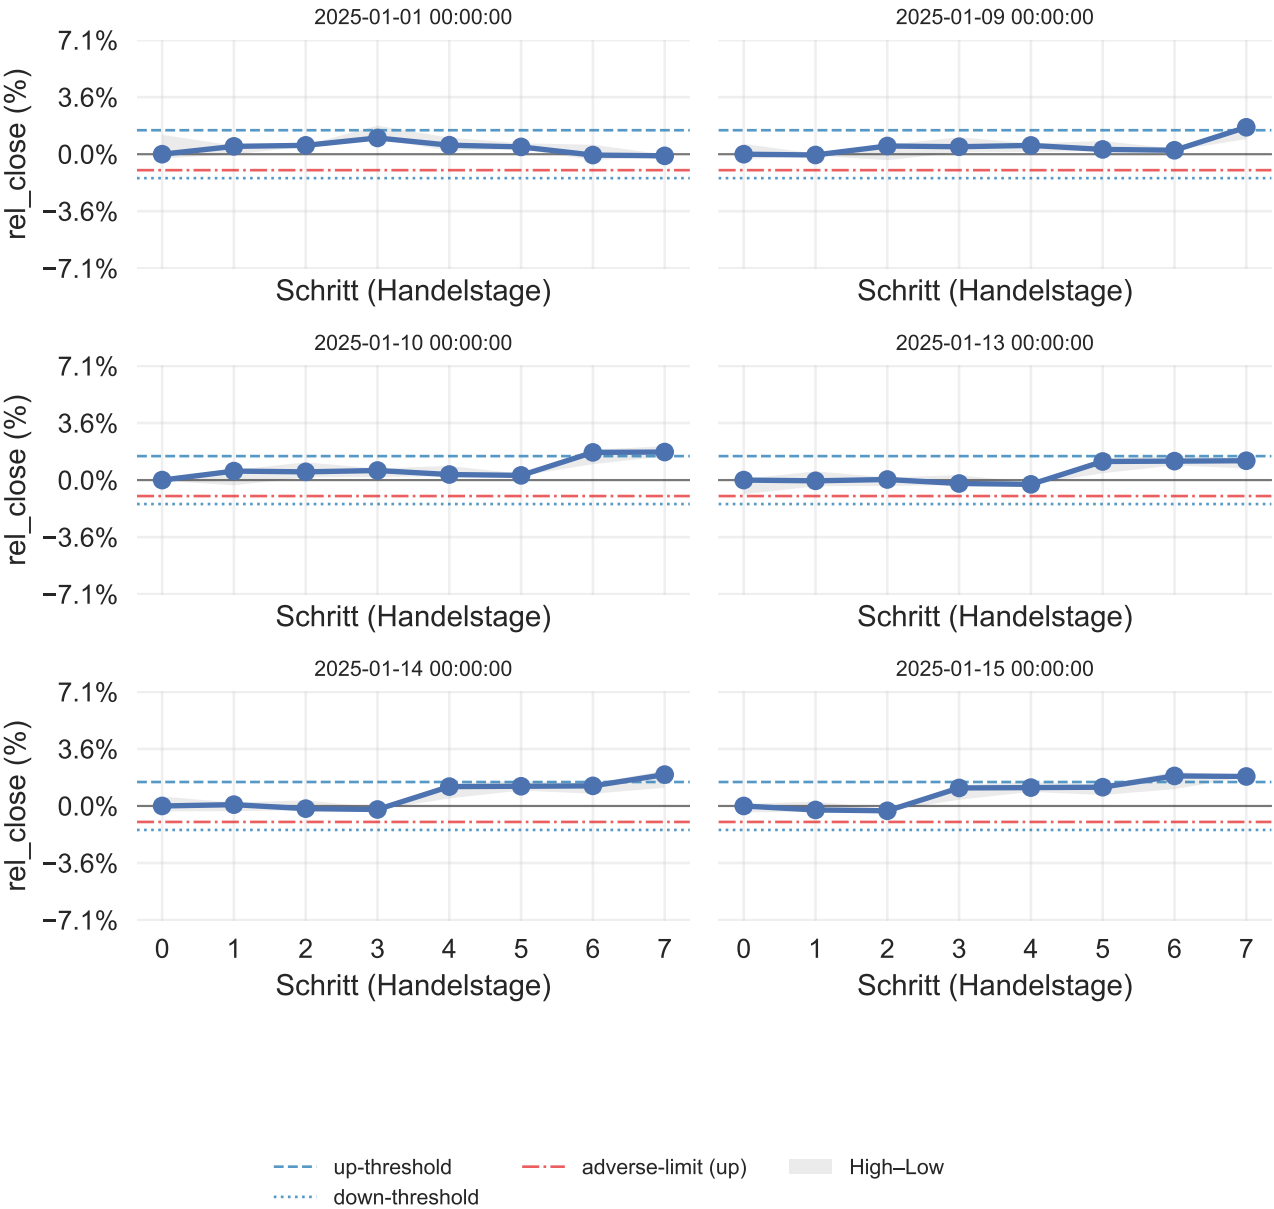 2025-01-01 00:00:00
2025-01-09 00:00:00
7.1%
3.6%
0.0%
−3.6%
−7.1%
rel_close (%)
Schritt (Handelstage)
Schritt (Handelstage)
2025-01-10 00:00:00
2025-01-13 00:00:00
7.1%
3.6%
0.0%
−3.6%
−7.1%
rel_close (%)
Schritt (Handelstage)
Schritt (Handelstage)
2025-01-14 00:00:00
2025-01-15 00:00:00
7.1%
3.6%
0.0%
−3.6%
−7.1%
rel_close (%)
0 1 2 3 4 5 6 7
0 1 2 3 4 5 6 7
Schritt (Handelstage)
Schritt (Handelstage)
up-threshold
down-threshold
adverse-limit (up)
High–Low